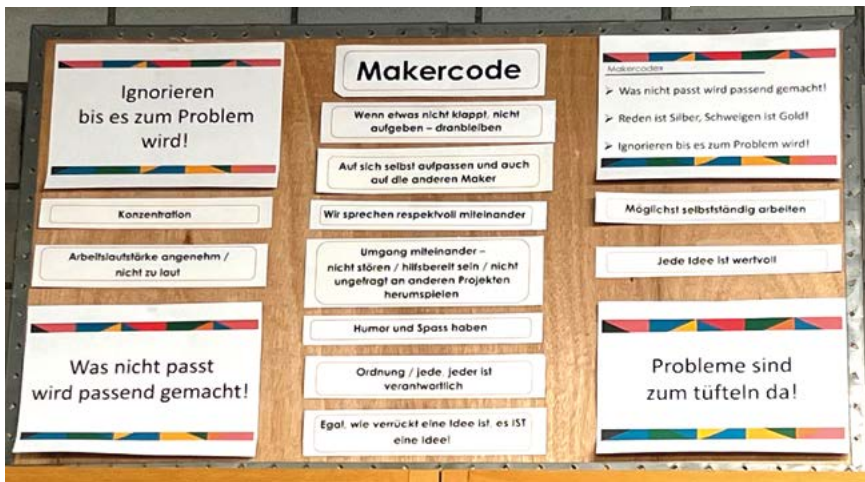 Ignorieren
bis es zum Problem
wird!
Konzentration
Arbeitslautstärke angenehm /
nicht zu laut
Was nicht passt
wird passend gemacht!
Makercode
Wenn etwas nicht klappt, nicht
aufgeben – dranbleiben
Auf sich selbst aufpassen und auch
auf die anderen Maker
Wir sprechen respektvoll miteinander
Umgang miteinander –
nicht stören / hilfsbereit sein / nicht
ungefragt an anderen Projekten
herumspielen
Humor und Spass haben
Ordnung / jede, jeder ist
verantwortlich
Egal, wie verrückt eine Idee ist, es IST
eine Idee!
Makercodex
➢ Was nicht passt wird passend gemacht!
➢ Reden ist Silber, Schweigen ist Gold!
➢ Ignorieren bis es zum Problem wird!
Möglichst selbstständig arbeiten
Jede Idee ist wertvoll
Probleme sind
zum tüfteln da!